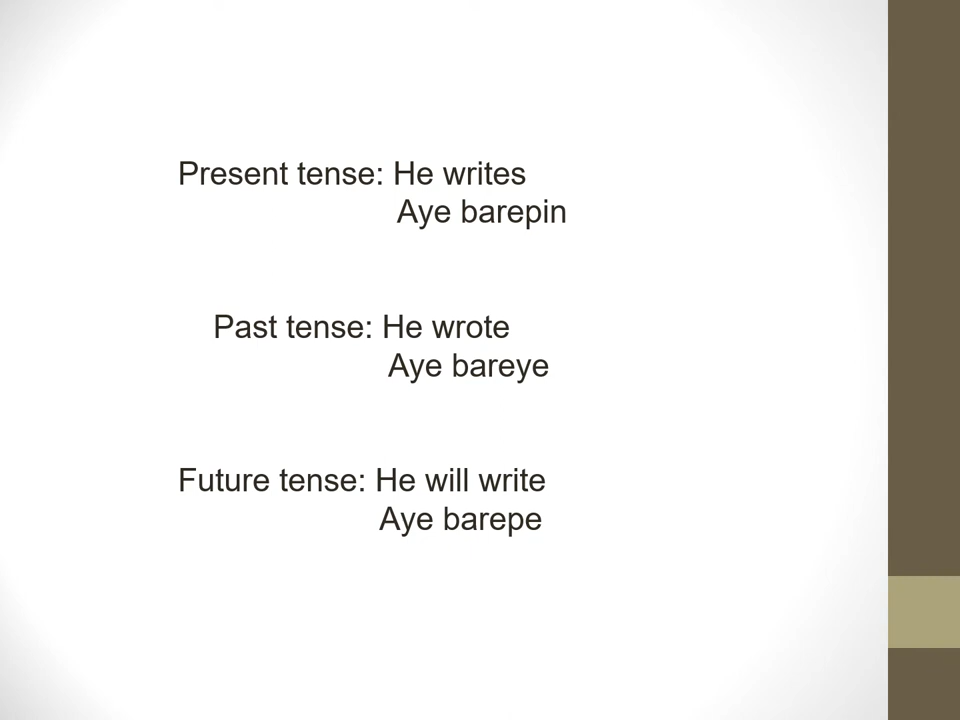 Present tense: He writes
Aye barepin
Past tense: He wrote
Aye bareye
Future tense: He will write
Aye barepe